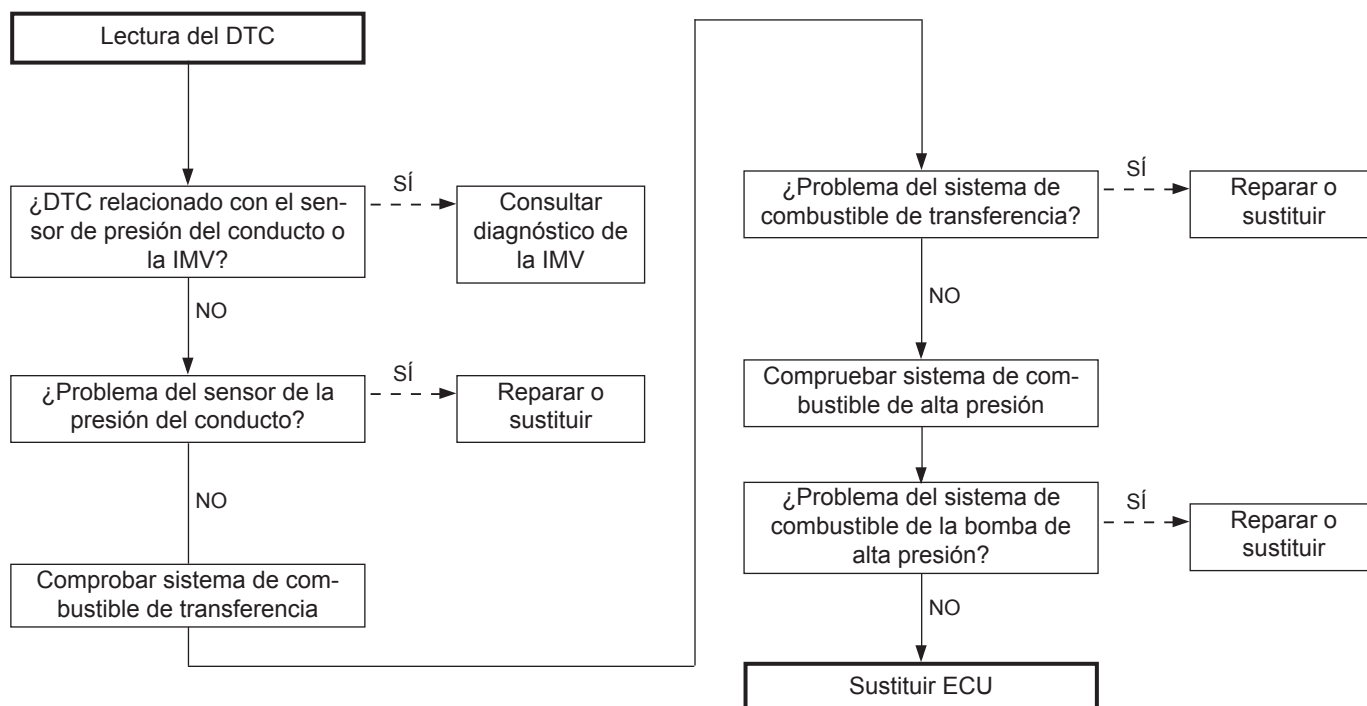 Lectura del DTC
¿DTC relacionado con el sen-
sor de presión del conducto o
la IMV?
SÍ
Consultar
diagnóstico de
la IMV
NO
¿Problema del sensor de la
presión del conducto?
SÍ
Reparar o
sustituir
NO
Comprobar sistema de com-
bustible de transferencia
¿Problema del sistema de
combustible de transferencia?
SÍ
Reparar o
sustituir
NO
Compruebar sistema de com-
bustible de alta presión
¿Problema del sistema de
combustible de la bomba de
alta presión?
SÍ
Reparar o
sustituir
NO
Sustituir ECU